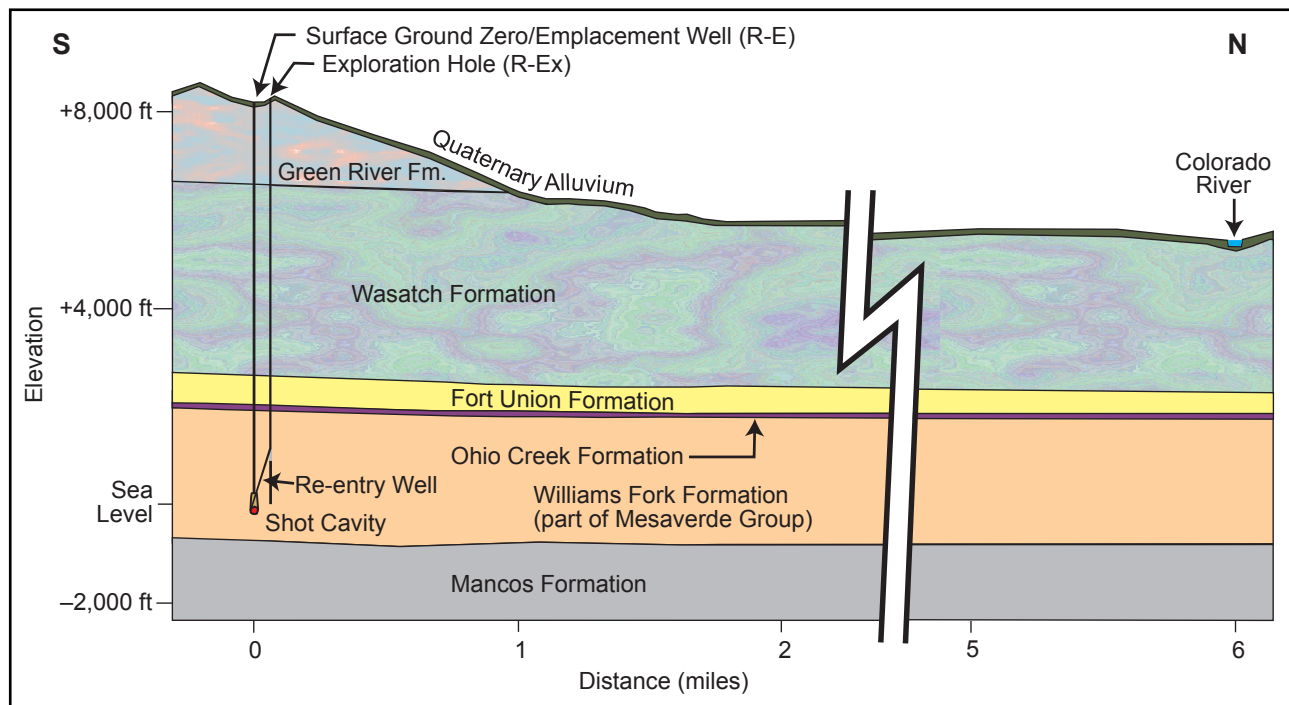 S
N
Surface Ground Zero/Emplacement Well (R-E)
Exploration Hole (R-Ex)
+8,000 ft
Quaternary Alluvium
Green River Fm.
Colorado
River
Wasatch Formation
+4,000 ft
Elevation
Fort Union Formation
Ohio Creek Formation
Re-entry Well
Sea
Level
Williams Fork Formation
(part of Mesaverde Group)
Shot Cavity
Mancos Formation
–2,000 ft
0
1
2
5
6
Distance (miles)